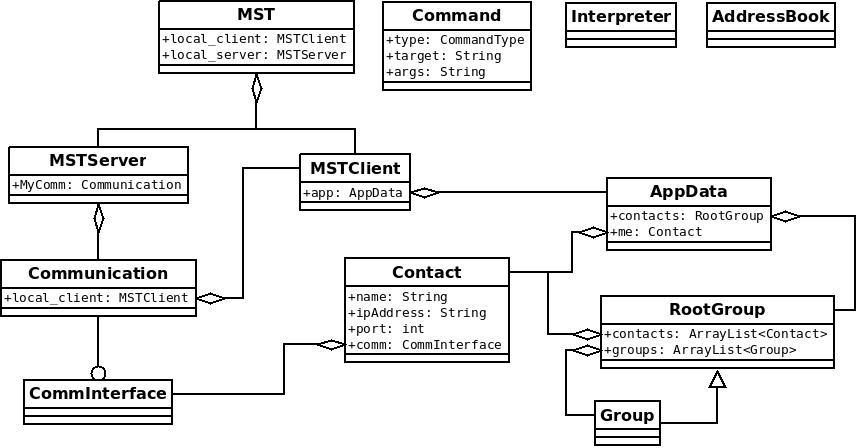 MST
+local_client: MSTClient
+local_server: MSTServer
Command
+type: CommandType
+target: String
+args: String
Interpreter
AddressBook
MSTServer
+MyComm: Communication
MSTClient
+app: AppData
AppData
+contacts: RootGroup
+me: Contact
Communication
+local_client: MSTClient
Contact
+name: String
+ipAddress: String
+port: int
+comm: CommInterface
RootGroup
+contacts: ArrayList<Contact>
+groups: ArrayList<Group>
CommInterface
Group